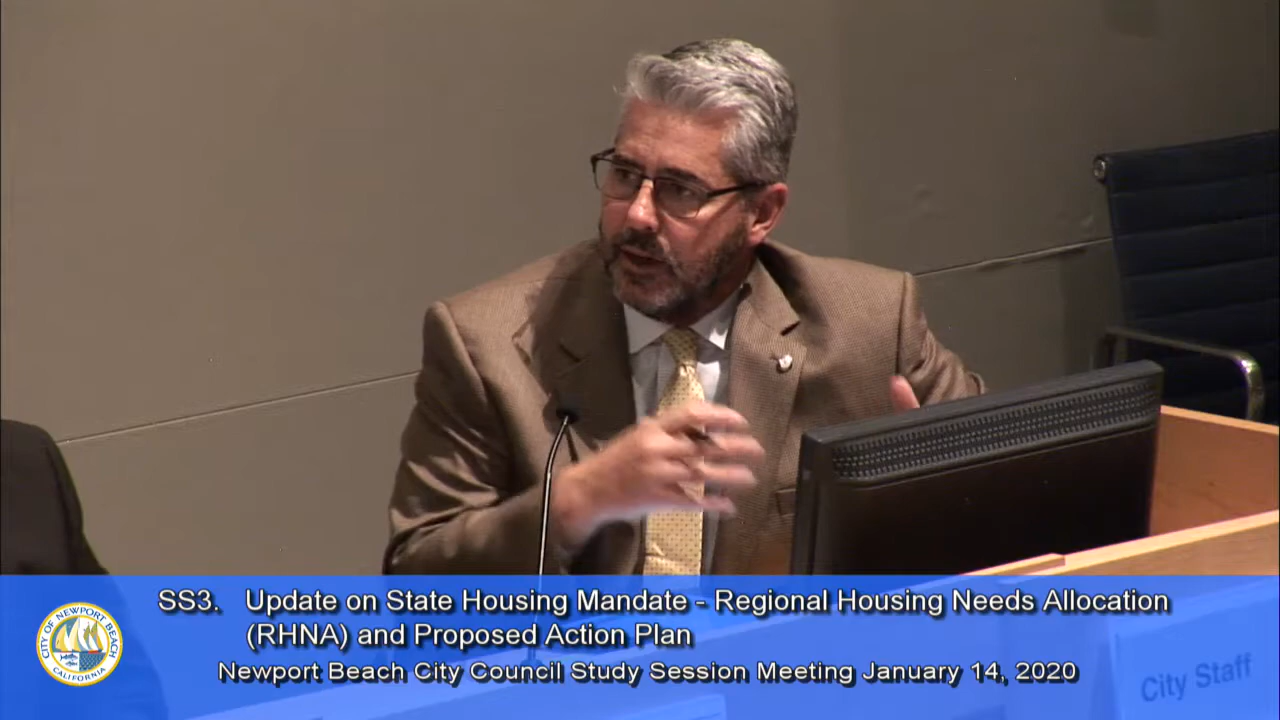 SS3. Update on State Housing Mandate - Regional Housing Needs Allocation
(RHNA) and Proposed Action Plan
Newport Beach City Council Study Session Meeting January 14, 2020
CITY OF NEWPORT BEACH
CALIFORNIA
City Staff